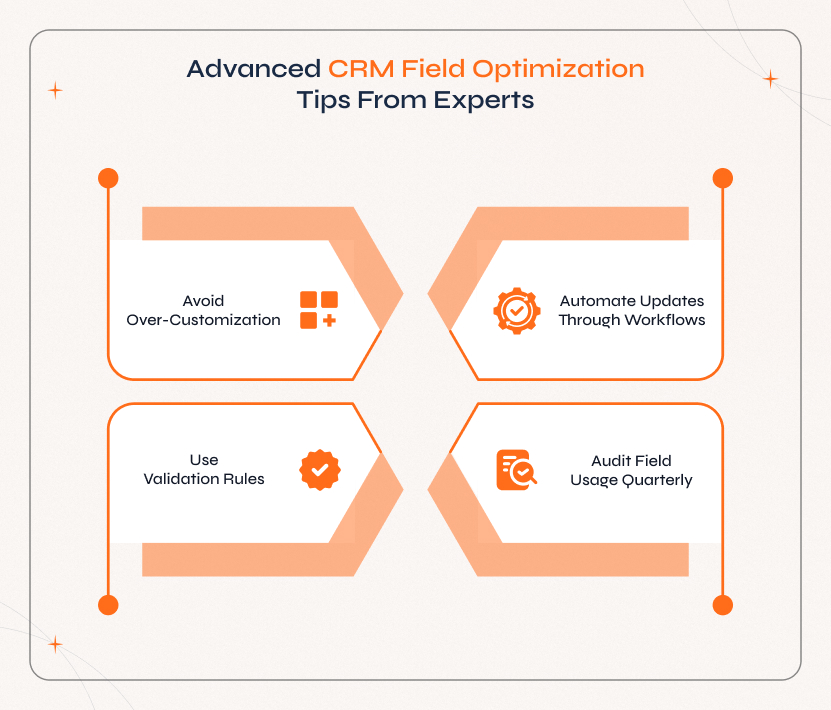 Advanced CRM Field Optimization
Tips From Experts
Avoid
Over-Customization
Automate Updates
Through Workflows
Use
Validation Rules
Audit Field
Usage Quarterly